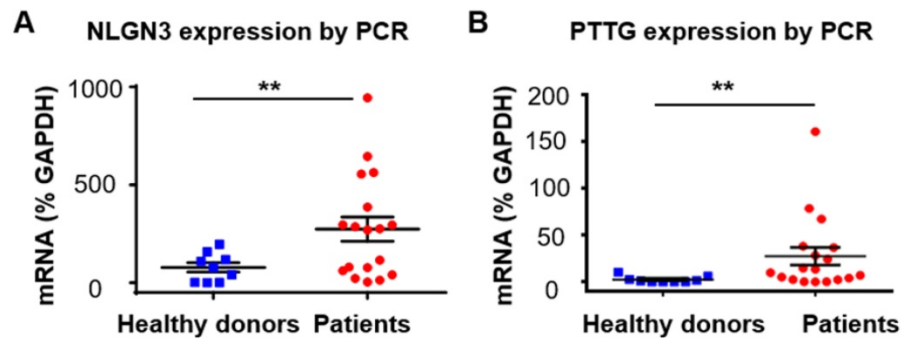 A NLGN3 expression by PCR
mRNA (% GAPDH)
1000
500
0
**
Healthy donors Patients
B PTTG expression by PCR
mRNA (% GAPDH)
200
150
100
50
0
**
Healthy donors Patients